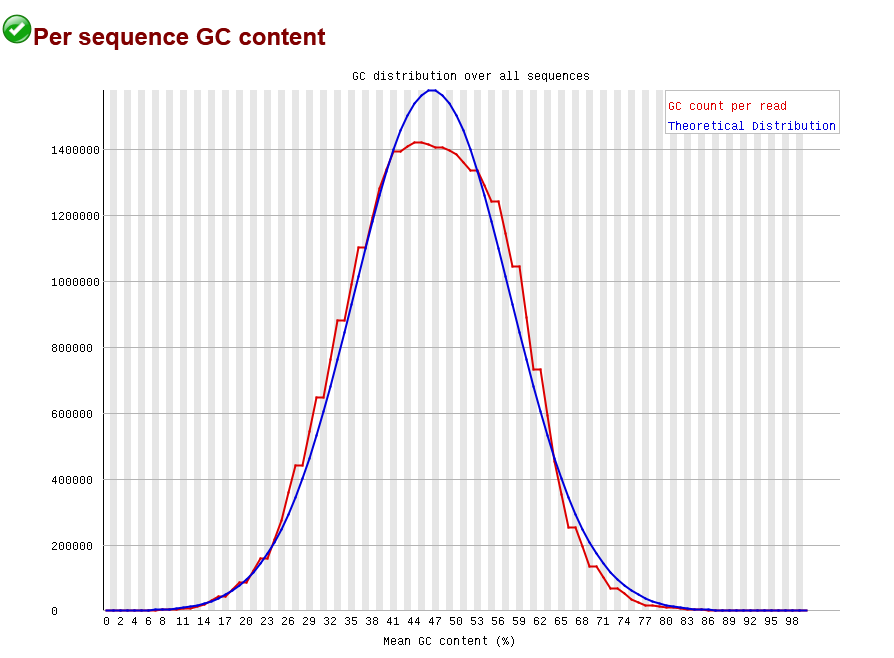 Per sequence GC content
GC distribution over all sequences
GC count per read
Theoretical Distribution
1400000
1200000
1000000
800000
600000
400000
200000
0
0 2 4 6 8 11 14 17 20 23 26 29 32 35 38 41 44 47 50 53 56 59 62 65 68 71 74 77 80 83 86 89 92 95 98
Mean GC content (%)